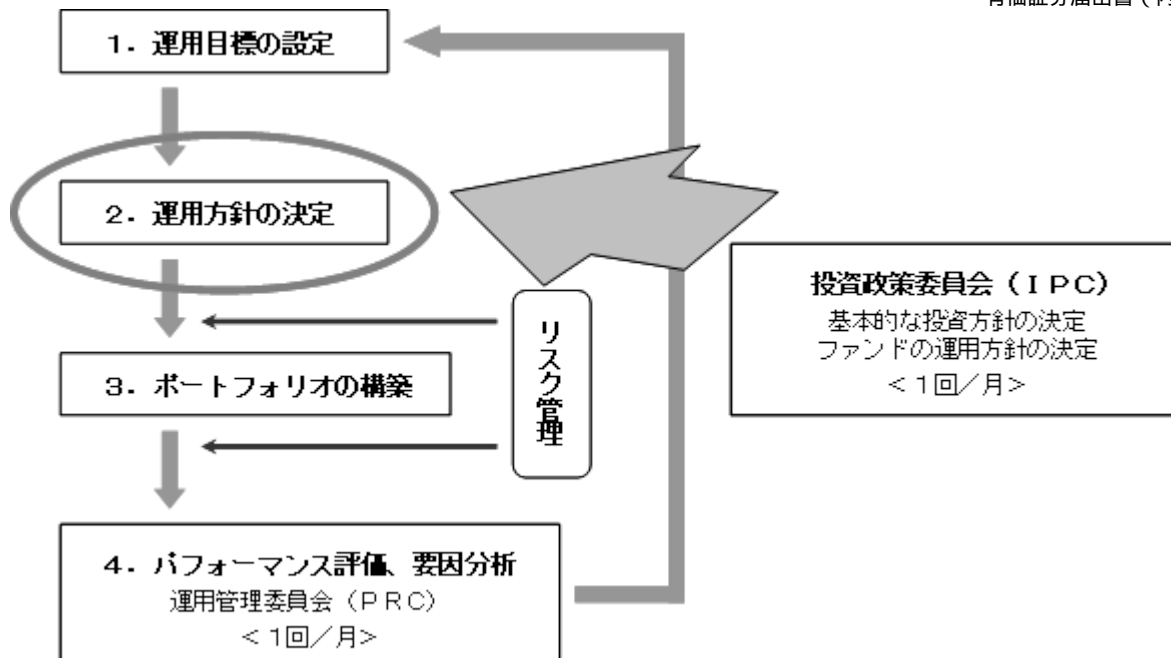 1．運用目標の設定
2．運用方針の決定
投資政策委員会（ＩＰＣ）
基本的な投資方針の決定
ファンドの運用方針の決定
＜1回／月＞
リスク管理
3．ポートフォリオの構築
4．パフォーマンス評価、要因分析
運用管理委員会（ＰＲＣ）
＜1回／月＞